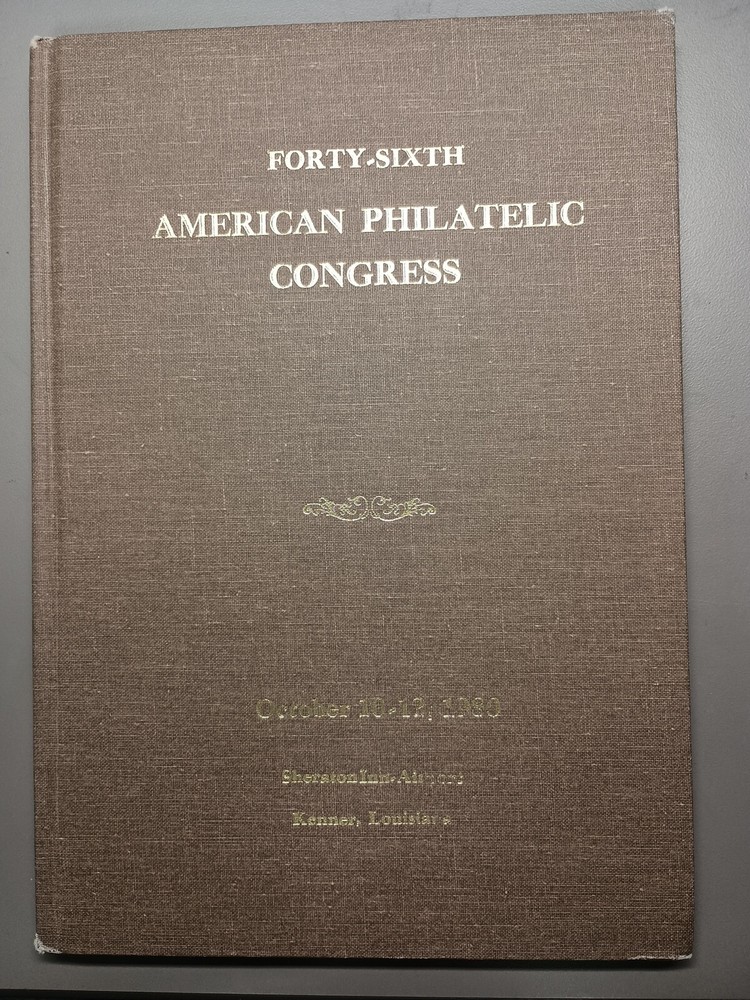 FORTY-SIXTH
AMERICAN PHILATELIC
CONGRESS
October 10-12, 1980
Sheraton Inn-Airport
Kenner, Louisiana